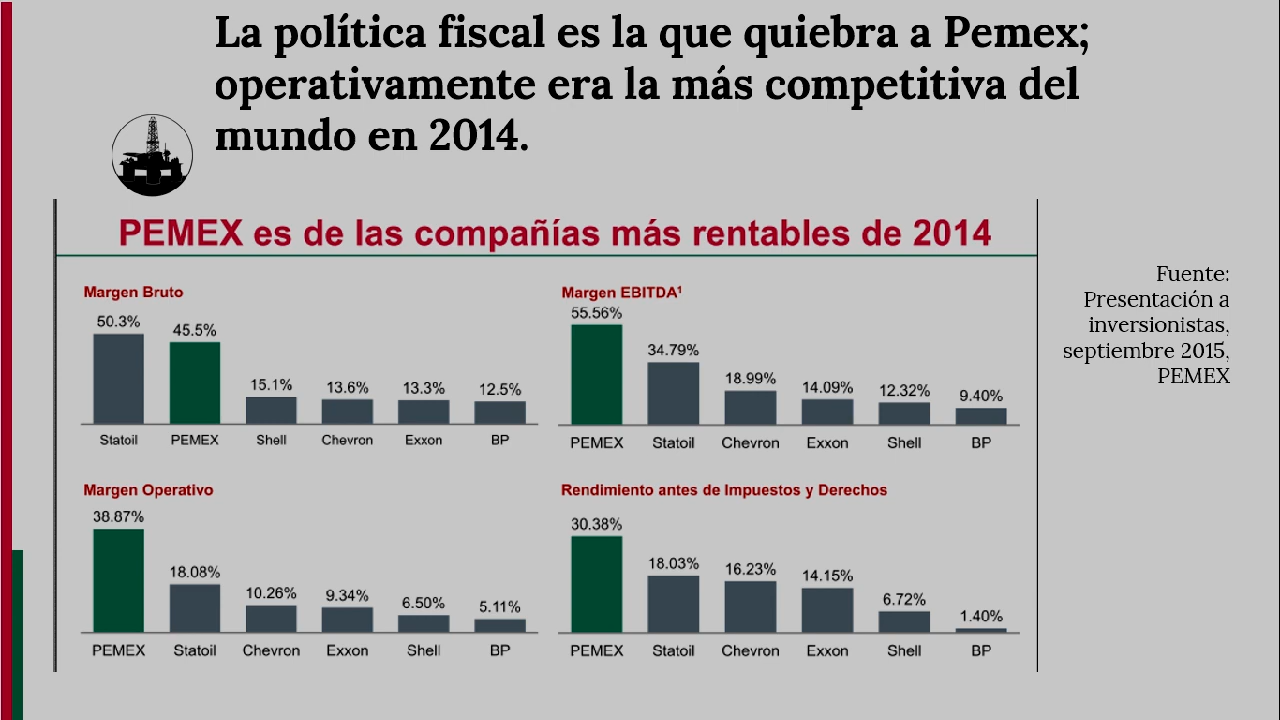 La política fiscal es la que quiebra a Pemex;
operativamente era la más competitiva del
mundo en 2014.
PEMEX es de las compañías más rentables de 2014
Margen Bruto
50.3% 45.5% 15.1% 13.6% 13.3% 12.5%
Statoil PEMEX Shell Chevron Exxon BP
Margen EBITDA¹
55.56% 34.79% 18.99% 14.09% 12.32% 9.40%
PEMEX Statoil Chevron Exxon Shell BP
Margen Operativo
38.87% 18.08% 10.26% 9.34% 6.50% 5.11%
PEMEX Statoil Chevron Exxon Shell BP
Rendimiento antes de Impuestos y Derechos
30.38% 18.03% 16.23% 14.15% 6.72% 1.40%
PEMEX Statoil Chevron Exxon Shell BP
Fuente:
Presentación a
inversionistas,
septiembre 2015,
PEMEX